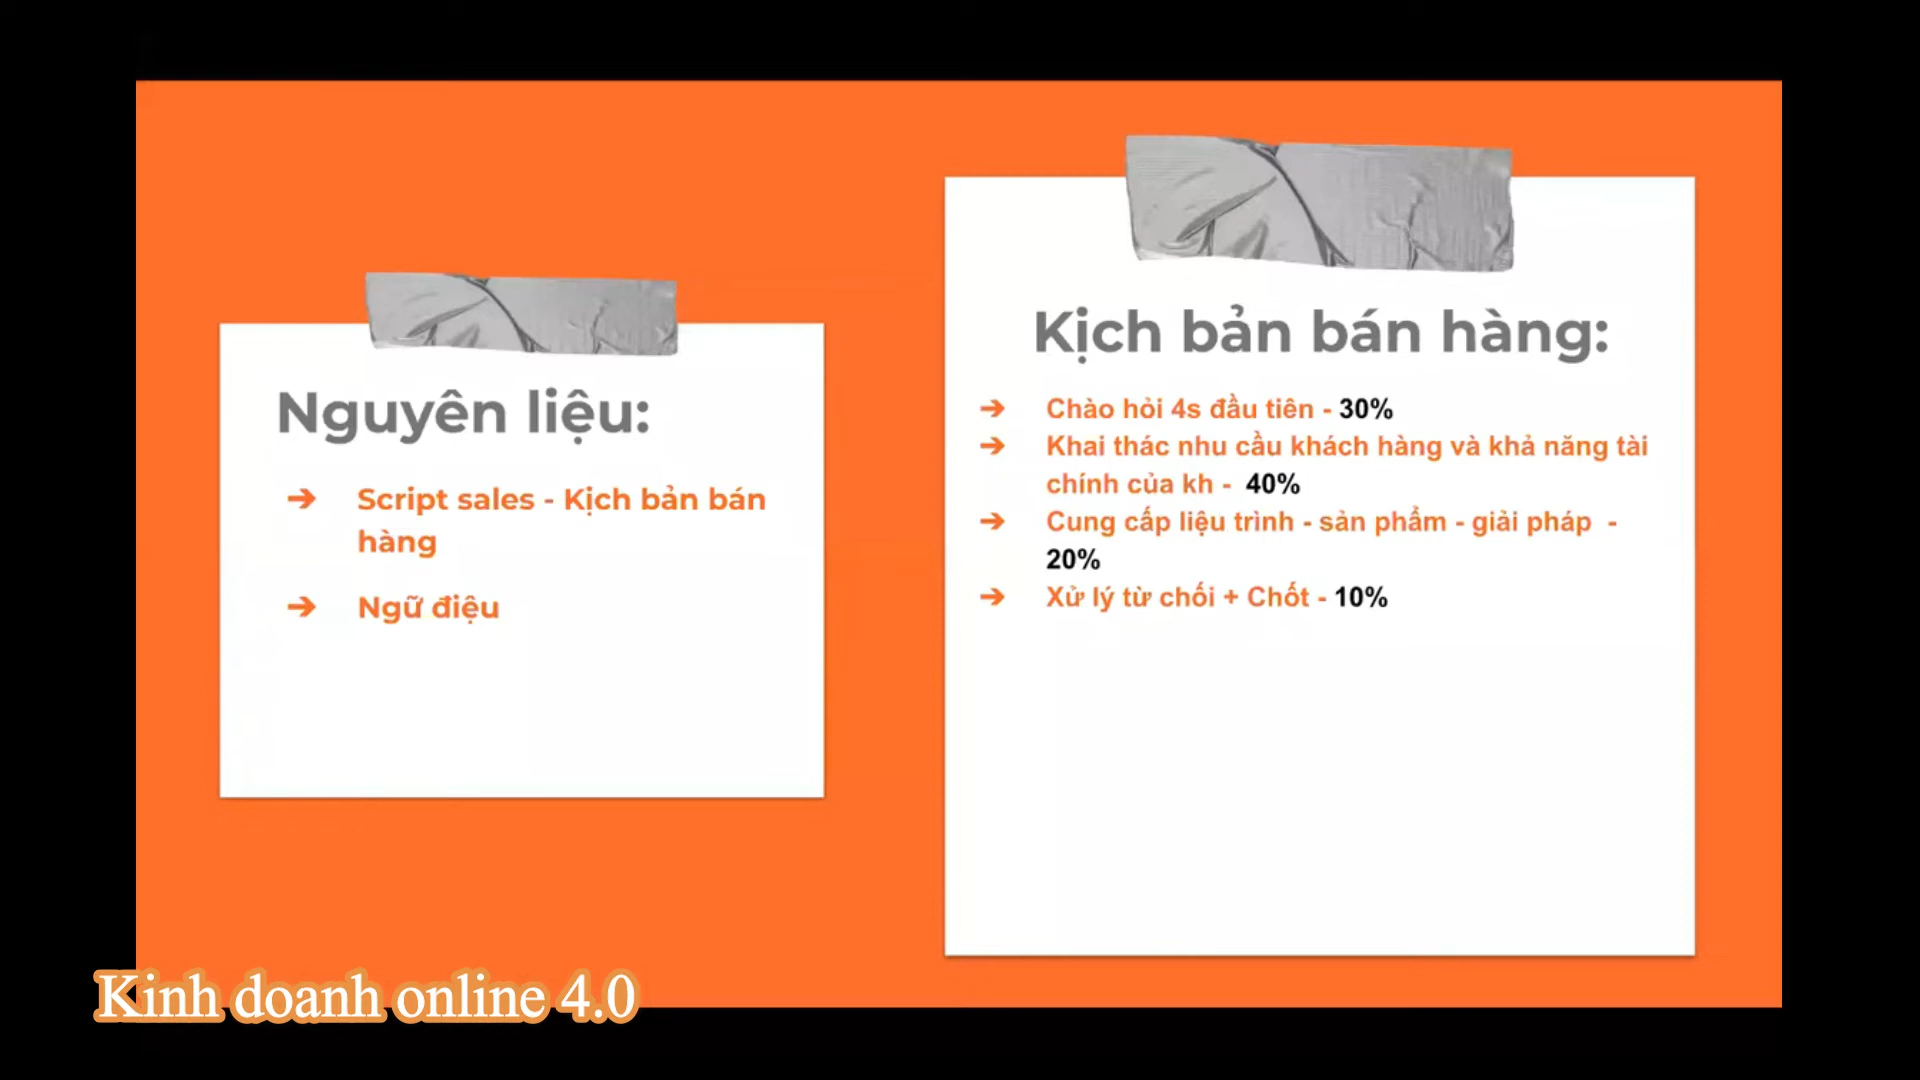 Nguyên liệu:
➔ Script sales - Kịch bản bán
hàng
➔ Ngữ điệu
Kịch bản bán hàng:
➔ Chào hỏi 4s đầu tiên - 30%
➔ Khai thác nhu cầu khách hàng và khả năng tài
chính của kh - 40%
➔ Cung cấp liệu trình - sản phẩm - giải pháp -
20%
➔ Xử lý từ chối + Chốt - 10%
Kinh doanh online 4.0